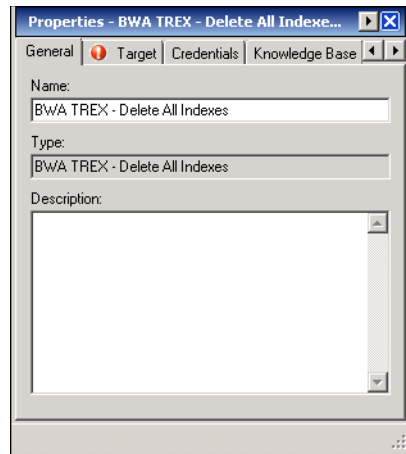 Properties - BWA TREX - Delete All Indexe...
General Target Credentials Knowledge Base
Name:
BWA TREX - Delete All Indexes
Type:
BWA TREX - Delete All Indexes
Description: